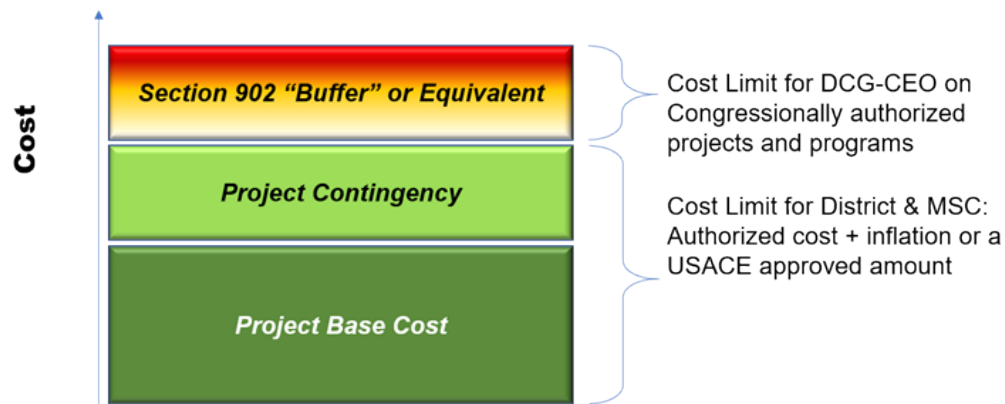 Cost
Section 902 “Buffer” or Equivalent
Project Contingency
Project Base Cost
Cost Limit for DCG-CEO on
Congressionally authorized
projects and programs
Cost Limit for District & MSC:
Authorized cost + inflation or a
USACE approved amount